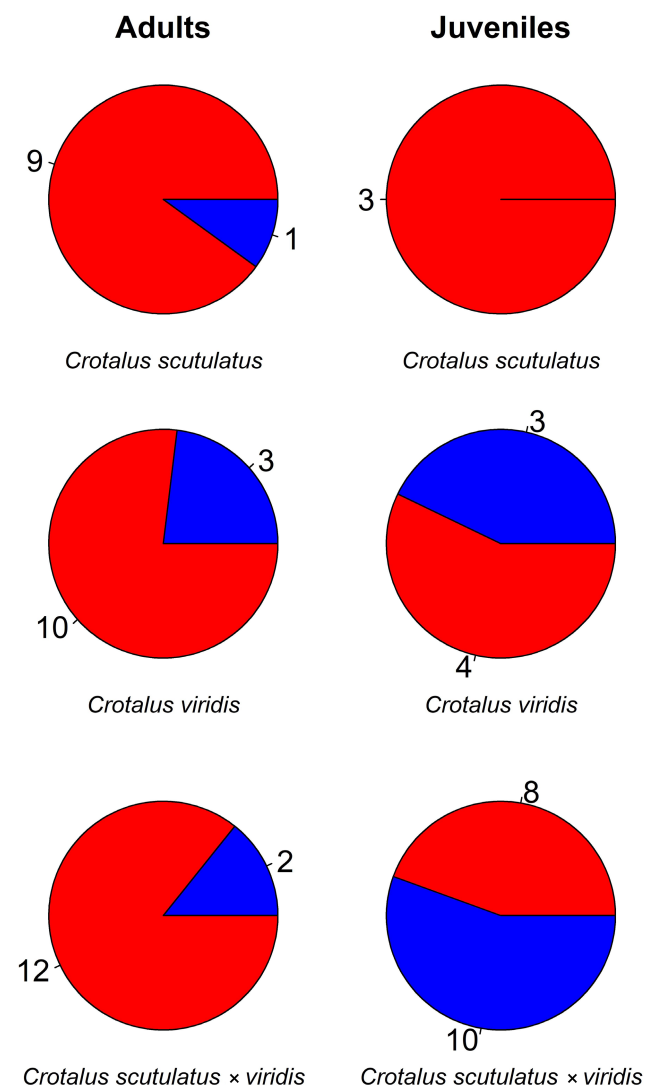 Adults
Juveniles
9
1
3
Crotalus scutulatus
Crotalus scutulatus
3
10
3
4
Crotalus viridis
Crotalus viridis
2
12
8
10
Crotalus scutulatus × viridis
Crotalus scutulatus × viridis